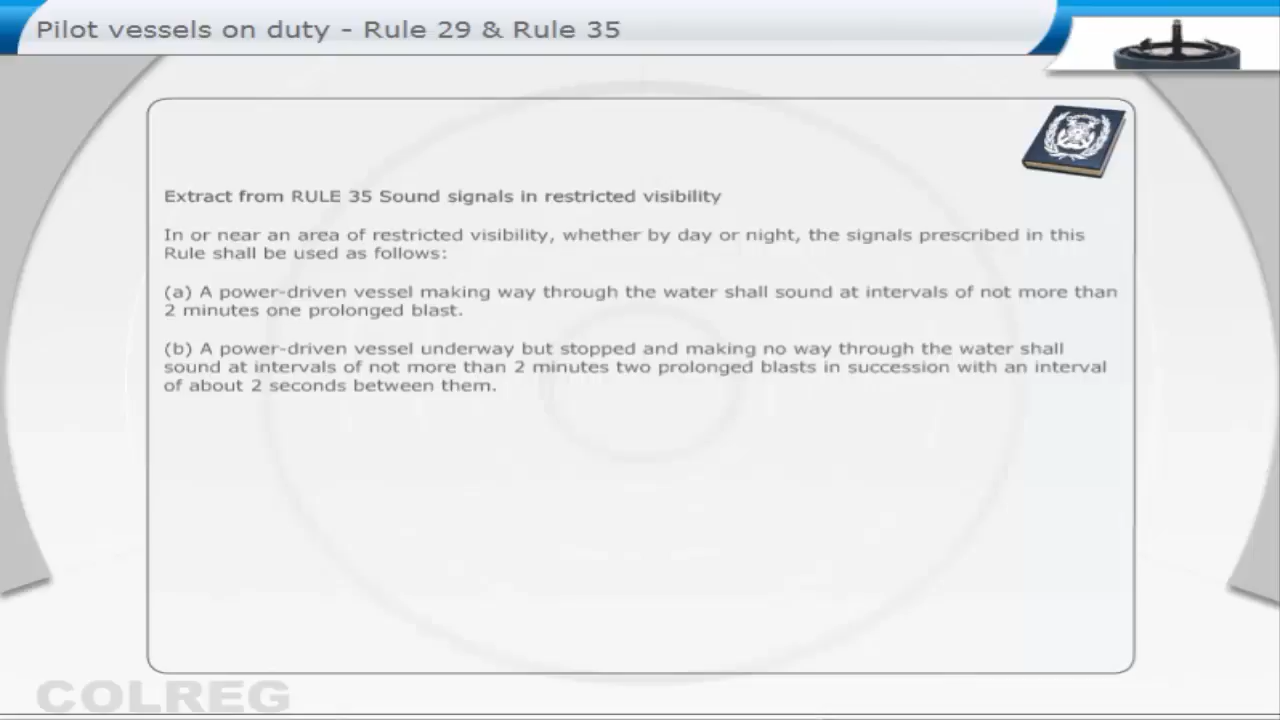 Pilot vessels on duty - Rule 29 & Rule 35
Extract from RULE 35 Sound signals in restricted visibility
In or near an area of restricted visibility, whether by day or night, the signals prescribed in this
Rule shall be used as follows:
(a) A power-driven vessel making way through the water shall sound at intervals of not more than
2 minutes one prolonged blast.
(b) A power-driven vessel underway but stopped and making no way through the water shall
sound at intervals of not more than 2 minutes two prolonged blasts in succession with an interval
of about 2 seconds between them.
COLREG